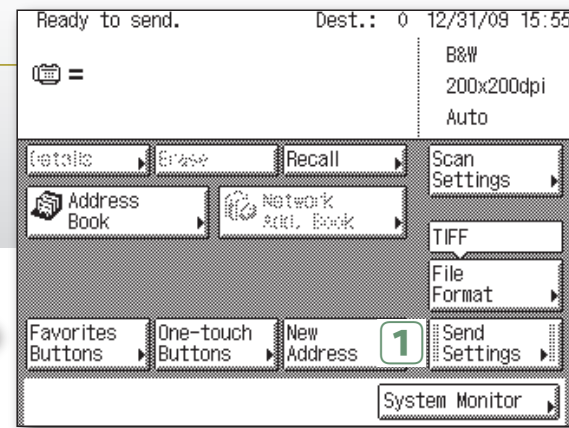 Ready to send. Dest.: 0 12/31/09 15:55
B&W
200x200dpi
Auto
=
Details Erase Recall Scan Settings
Address Book Network Add. Book
TIFF
File Format
Favorites Buttons One-touch Buttons New Address 1 Send Settings
System Monitor